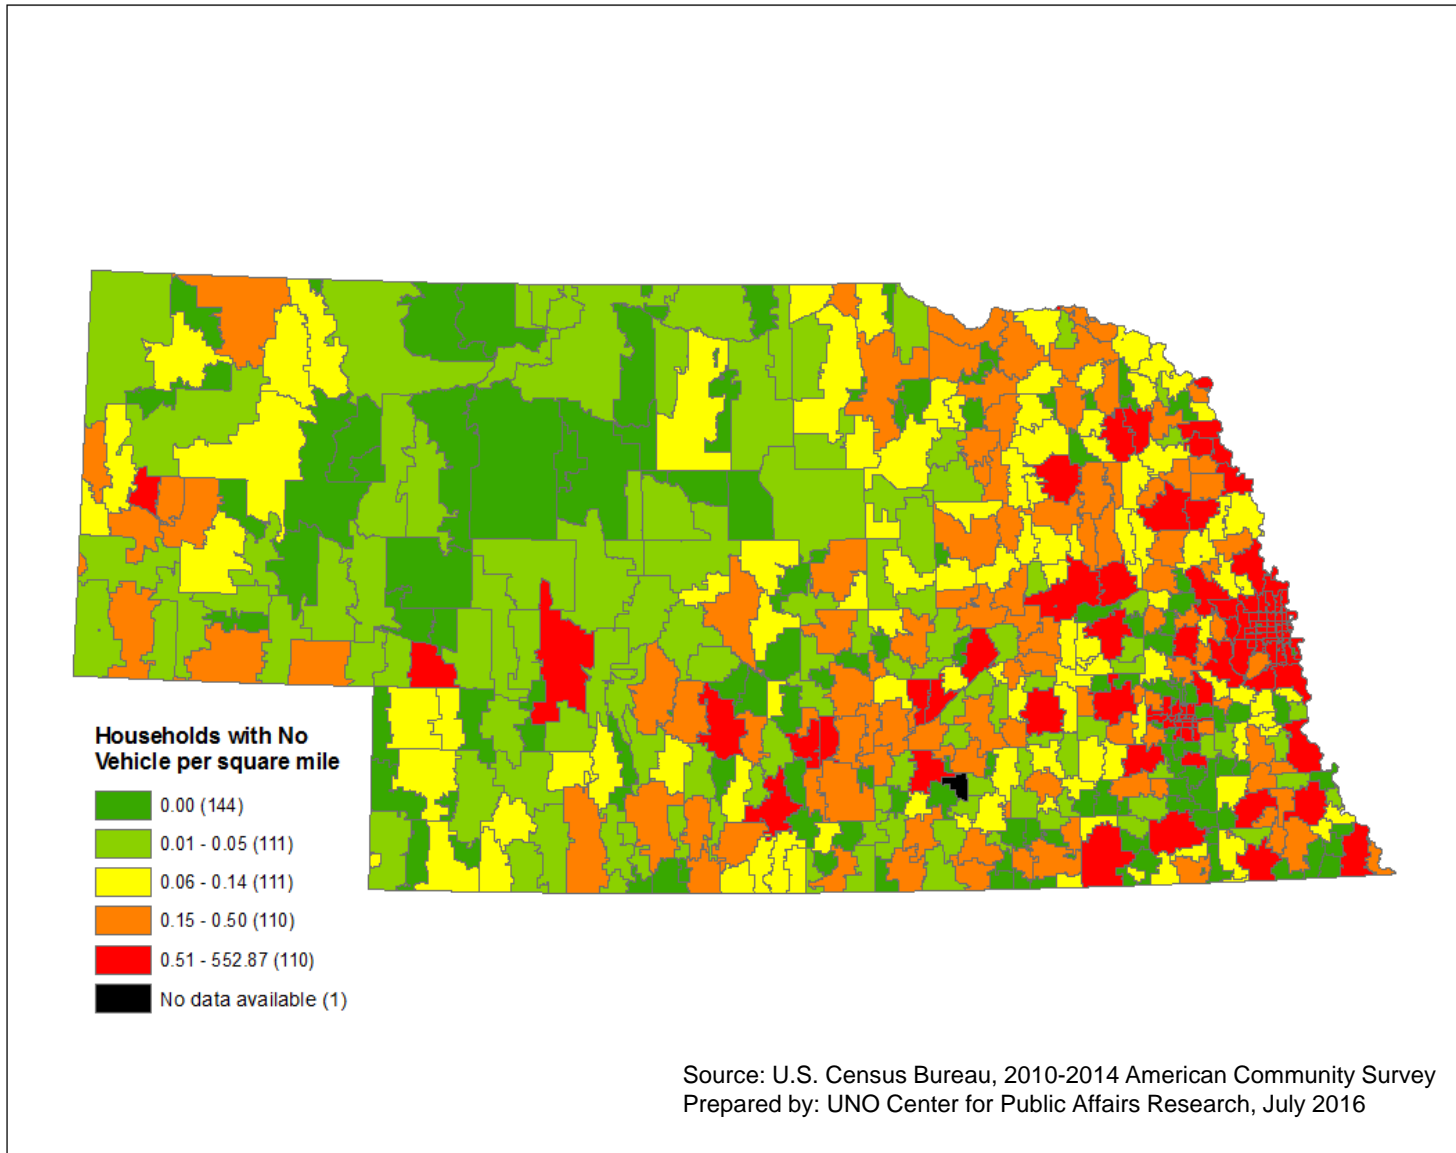 Households with No
Vehicle per square mile
0.00 (144)
0.01 - 0.05 (111)
0.06 - 0.14 (111)
0.15 - 0.50 (110)
0.51 - 552.87 (110)
No data available (1)
Source: U.S. Census Bureau, 2010-2014 American Community Survey
Prepared by: UNO Center for Public Affairs Research, July 2016